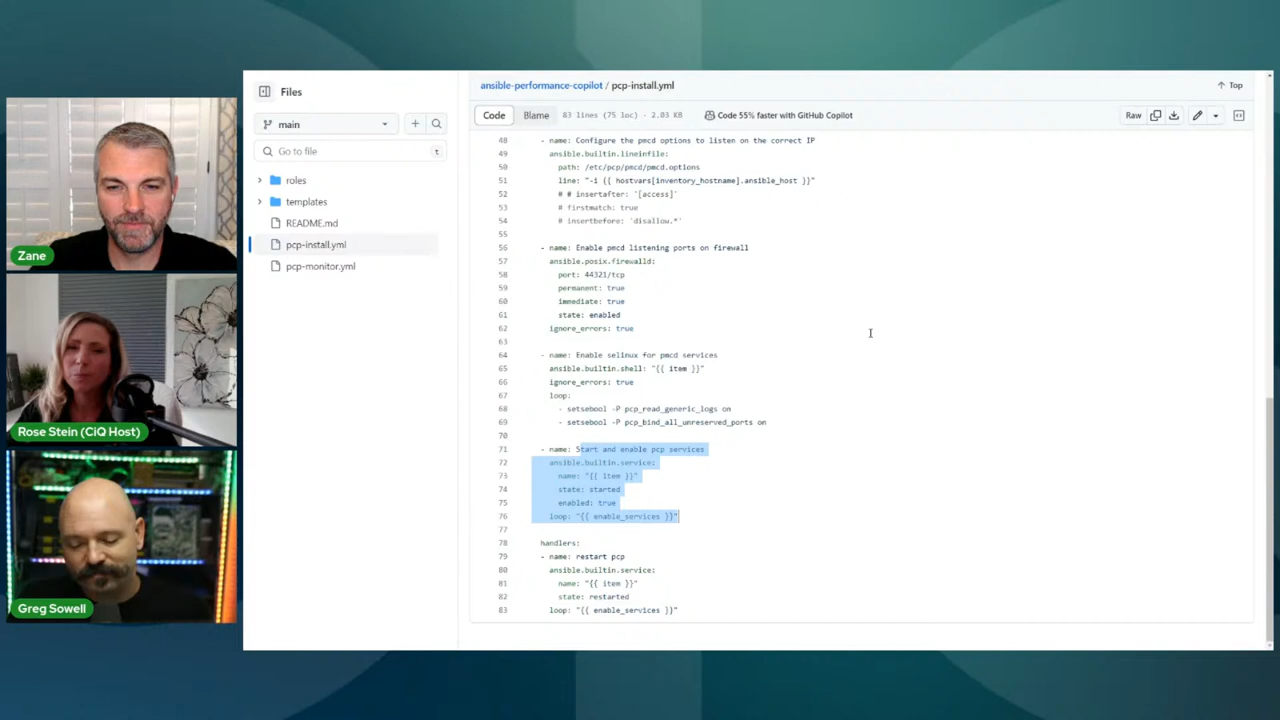 Zane
Rose Stein (CiQ Host)
Greg Sowell
Files
main
Go to file
t
roles
templates
README.md
pcp-install.yml
pcp-monitor.yml
ansible-performance-copilot / pcp-install.yml
Top
Code
Blame
83 lines (75 loc) · 2.03 KB
Code 55% faster with GitHub Copilot
Raw
48 - name: Configure the pmcd options to listen on the correct IP
49 ansible.builtin.lineinfile:
50 path: /etc/pcp/pmcd/pmcd.options
51 line: "-i {{ hostvars[inventory_hostname].ansible_host }}"
52 # # insertafter: '[access]'
53 # firstmatch: true
54 # insertbefore: 'disallow.*'
55
56 - name: Enable pmcd listening ports on firewall
57 ansible.posix.firewalld:
58 port: 44321/tcp
59 permanent: true
60 immediate: true
61 state: enabled
62 ignore_errors: true
63
64 - name: Enable selinux for pmcd services
65 ansible.builtin.shell: "{{ item }}"
66 ignore_errors: true
67 loop:
68 - setsebool -P pcp_read_generic_logs on
69 - setsebool -P pcp_bind_all_unreserved_ports on
70
71 - name: Start and enable pcp services
72 ansible.builtin.service:
73 name: "{{ item }}"
74 state: started
75 enabled: true
76 loop: "{{ enable_services }}"
77
78 handlers:
79 - name: restart pcp
80 ansible.builtin.service:
81 name: "{{ item }}"
82 state: restarted
83 loop: "{{ enable_services }}"